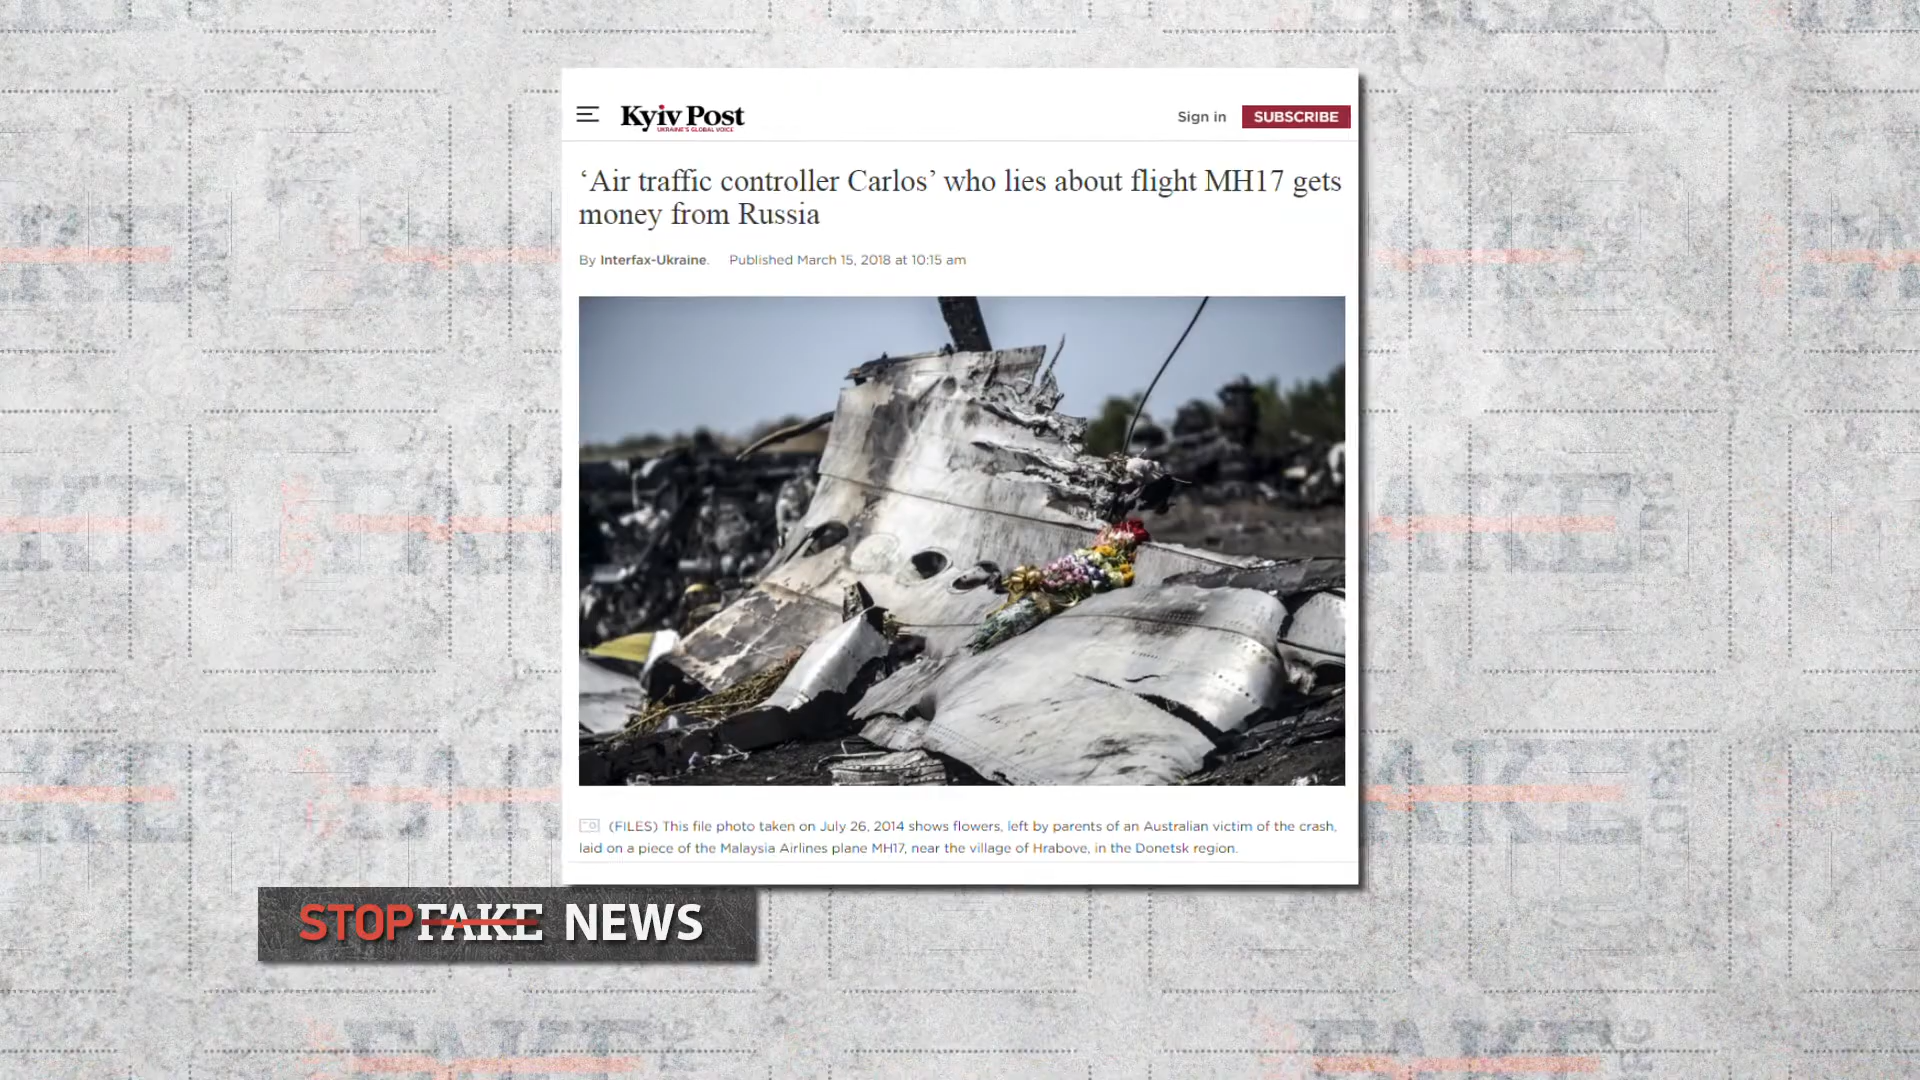 Kyiv Post
UKRAINE'S GLOBAL VOICE
Sign in
SUBSCRIBE
‘Air traffic controller Carlos’ who lies about flight MH17 gets
money from Russia
By Interfax-Ukraine. Published March 15, 2018 at 10:15 am
(FILES) This file photo taken on July 26, 2014 shows flowers, left by parents of an Australian victim of the crash,
laid on a piece of the Malaysia Airlines plane MH17, near the village of Hrabove, in the Donetsk region.
STOPFAKE NEWS